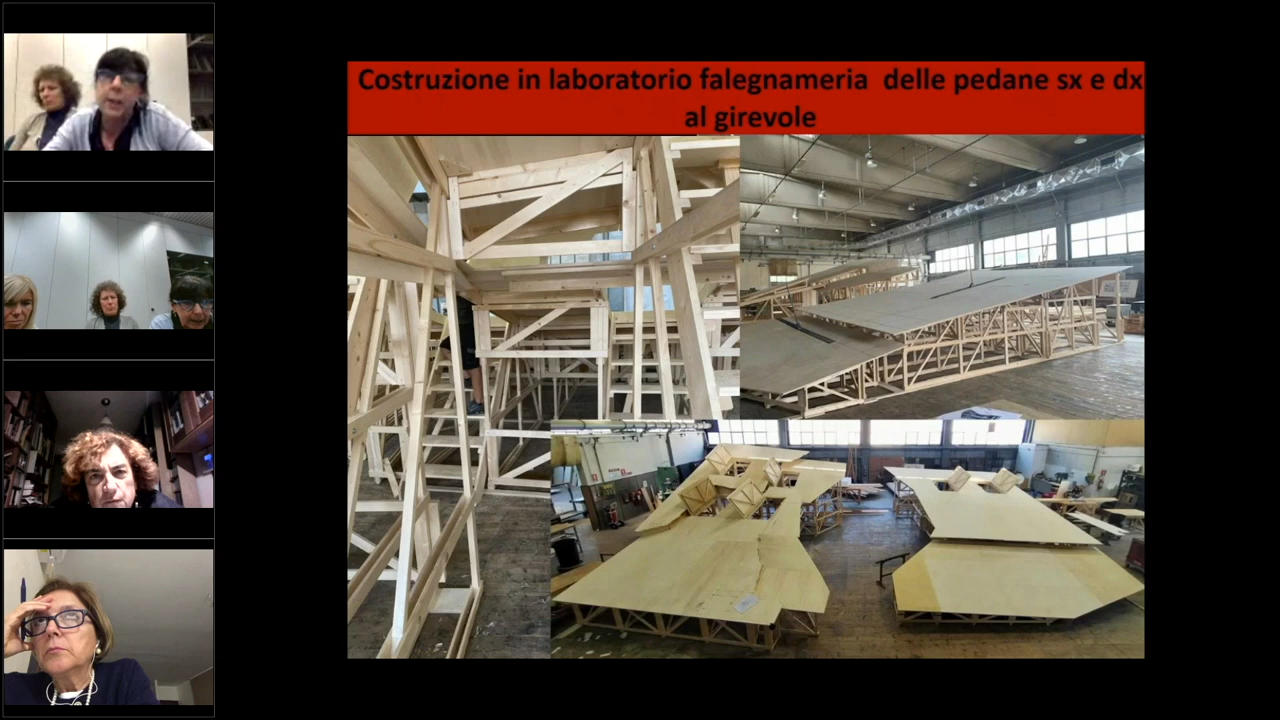 Costruzione in laboratorio falegnameria  delle pedane sx e dx
al girevole